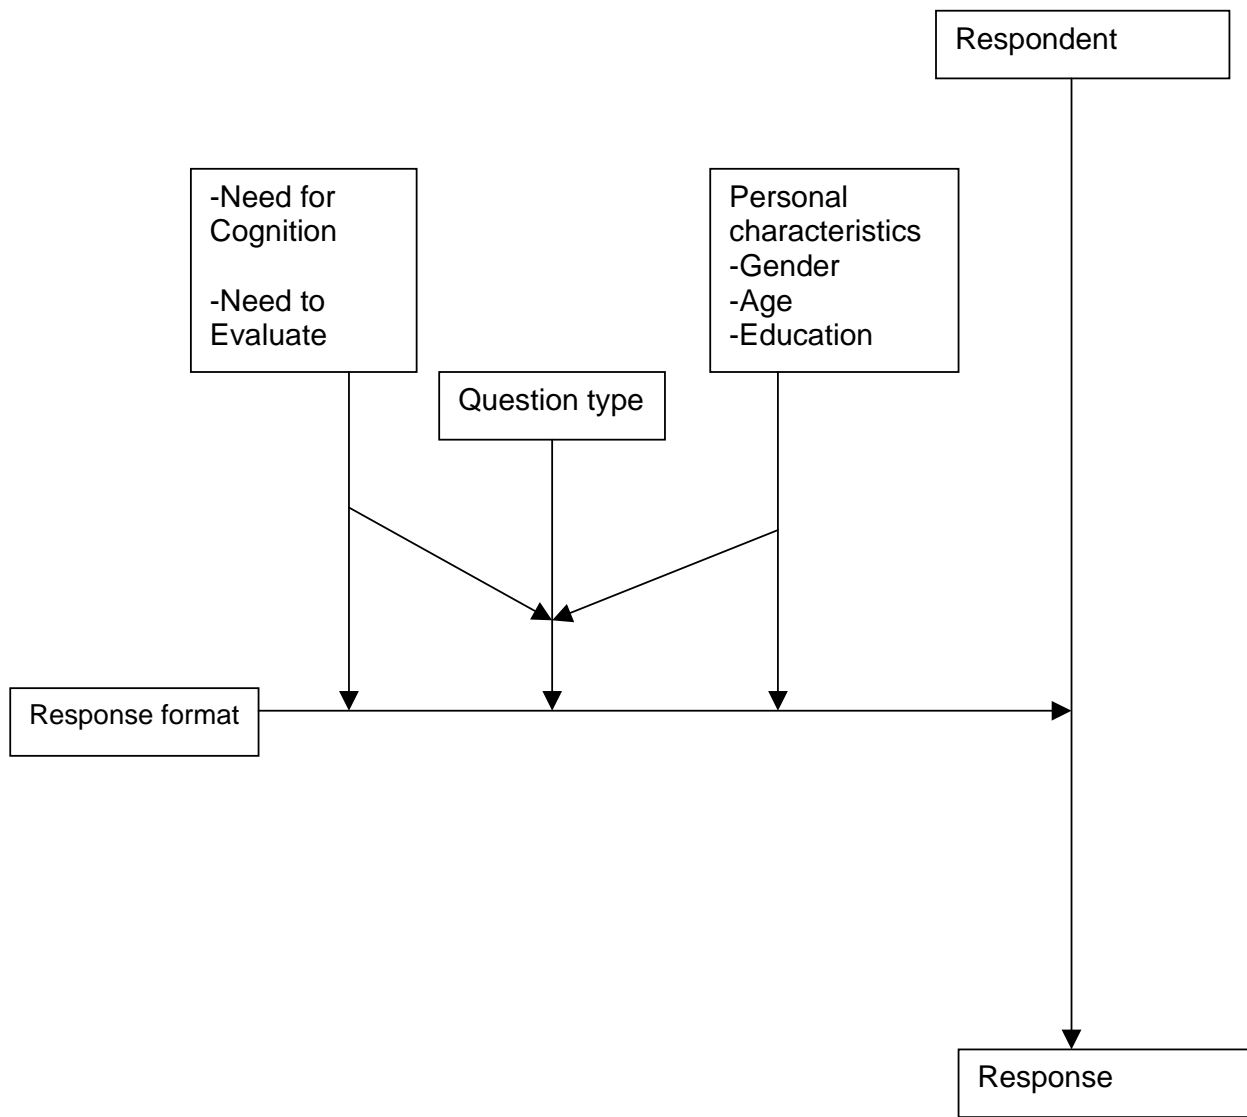 Respondent
-Need for
Cognition
-Need to
Evaluate
Personal
characteristics
-Gender
-Age
-Education
Question type
Response format
Response